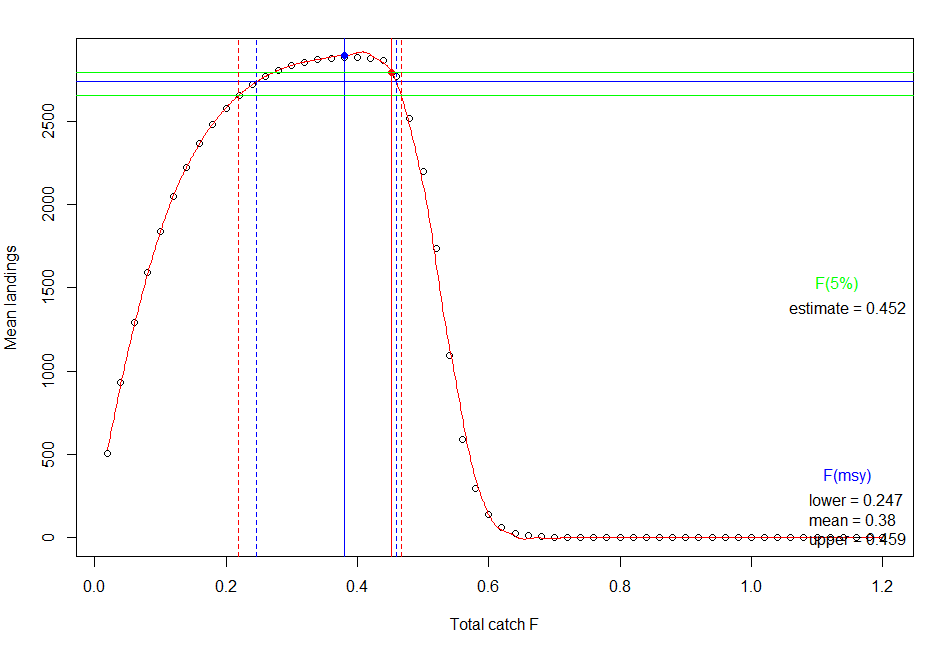 Mean landings
2500
2000
1500
1000
500
0
F(5%)
estimate = 0.452
F(msy)
lower = 0.247
mean = 0.38
upper = 0.459
0.0 0.2 0.4 0.6 0.8 1.0 1.2
Total catch F